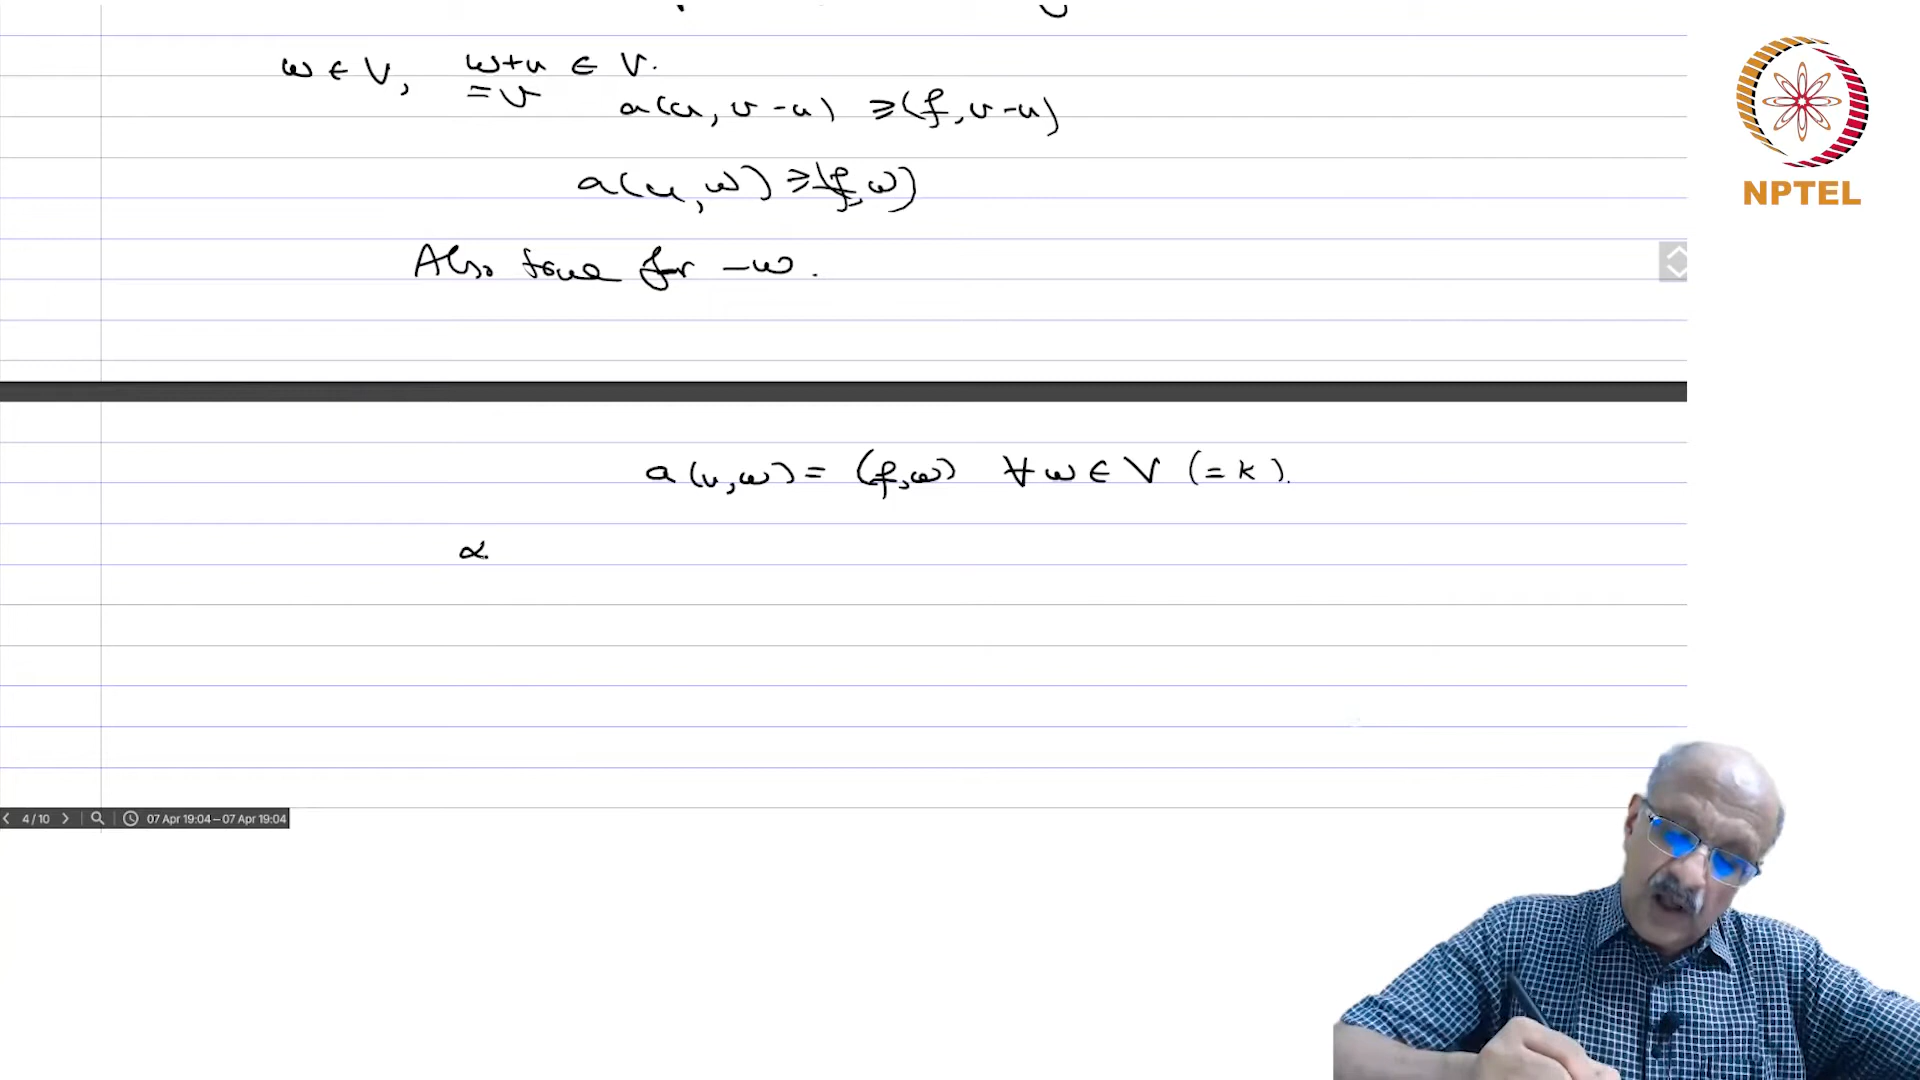 w ∈ V, w+u ∈ V.
= v
a(u, v-u) ≥ (f, v-u)
a(u, w) ≥ (f, w)
Also true for -w.
a(u, w) = (f, w) ∀ w ∈ V (= K).
α
NPTEL
4 / 10
07 Apr 19:04 – 07 Apr 19:04